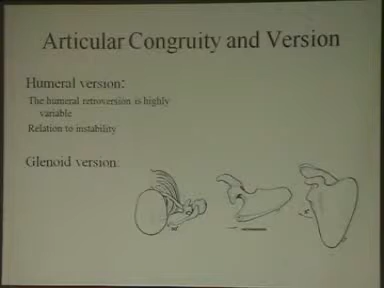 Articular Congruity and Version
Humeral version:
The humeral retroversion is highly
variable
Relation to instability
Glenoid version: